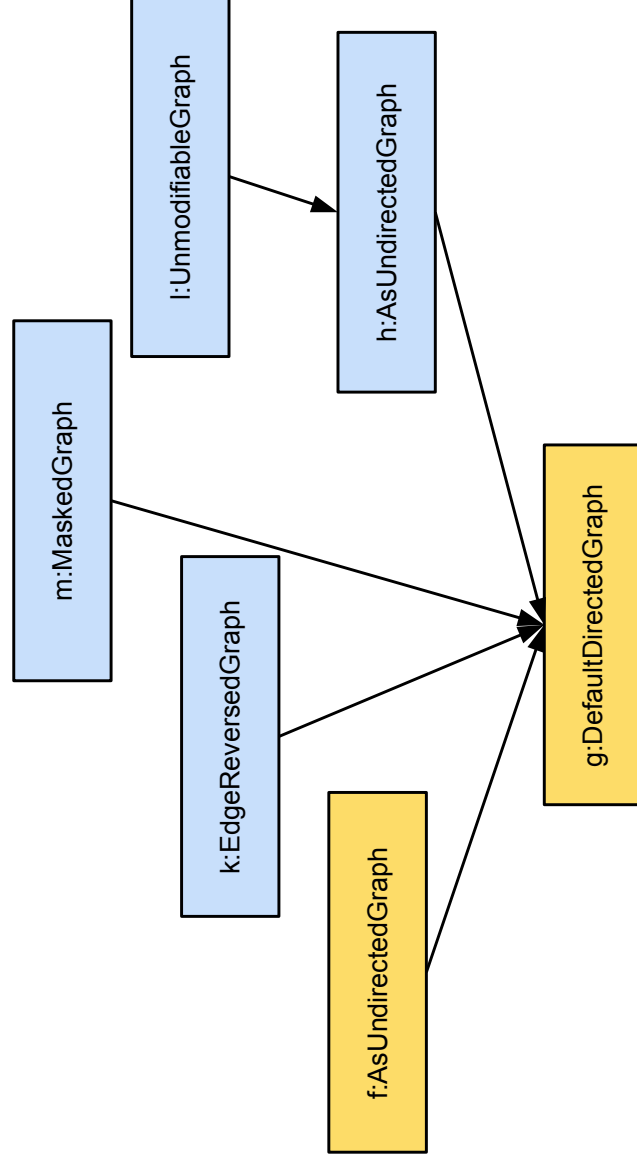 m:MaskedGraph
l:UnmodifiableGraph
k:EdgeReversedGraph
h:AsUndirectedGraph
f:AsUndirectedGraph
g:DefaultDirectedGraph